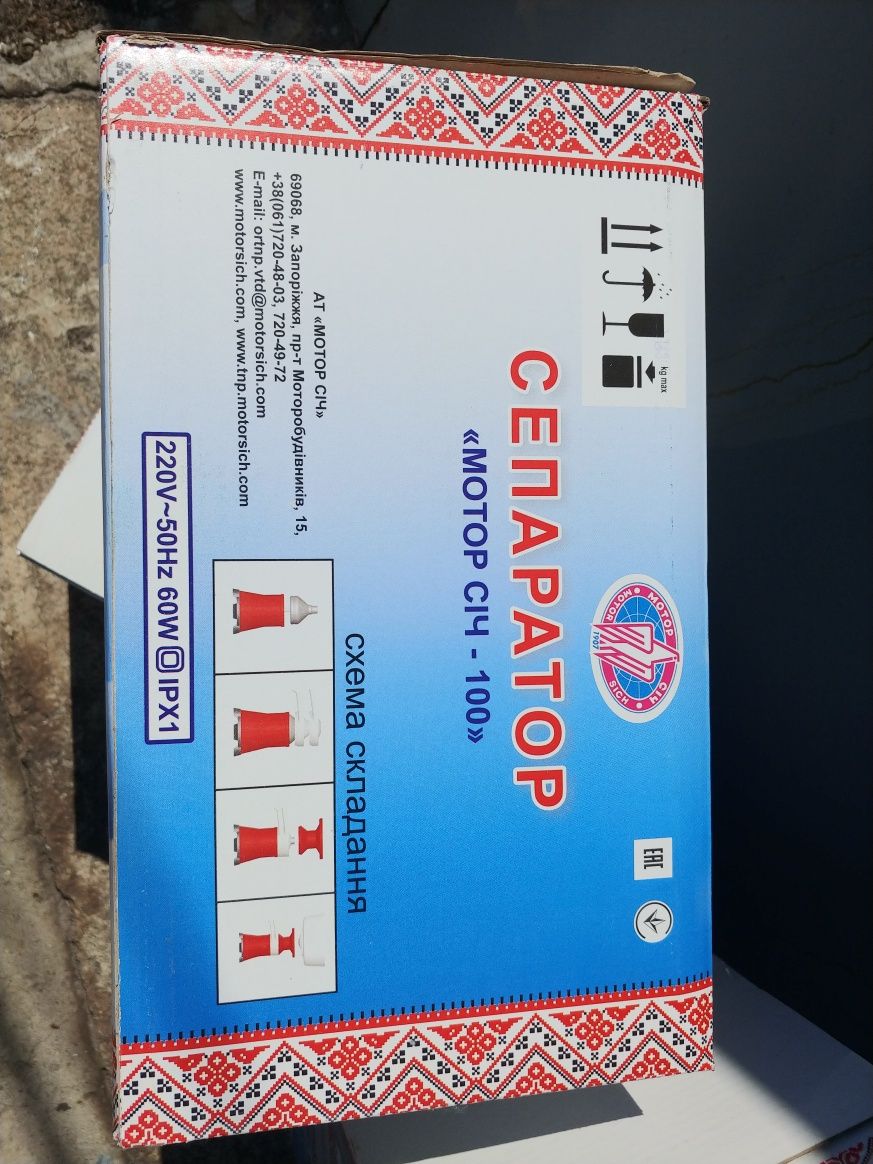 kg max
МОТОР СІЧ
MOTOR SICH
1907
EAC
СЕПАРАТОР
«МОТОР СІЧ - 100»
АТ «МОТОР СІЧ»
69068, м. Запоріжжя, пр-т Моторобудівників, 15,
+38(061)720-48-03, 720-49-72
E-mail: ortnp.vtd@motorsich.com
www.motorsich.com, www.tnp.motorsich.com
схема складання
220V~50Hz 60W IPX1